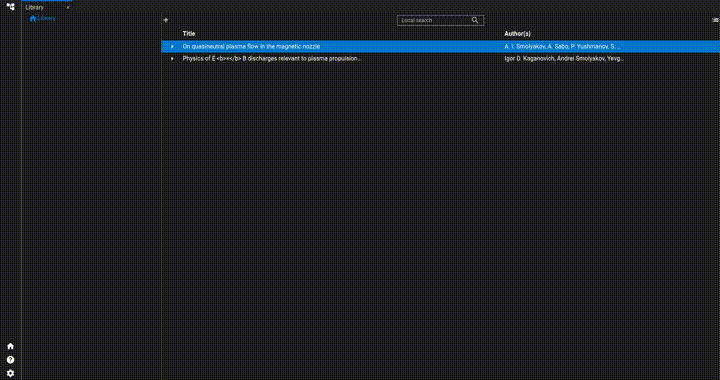 Library
Library
Local search
Title Author(s)
On quasineutral plasma flow in the magnetic nozzle A. I. Smolyakov, A. Sabo, P. Yushmanov, S. ...
Physics of E <b>×</b> B discharges relevant to plasma propulsion... Igor D. Kaganovich, Andrei Smolyakov, Yevg...